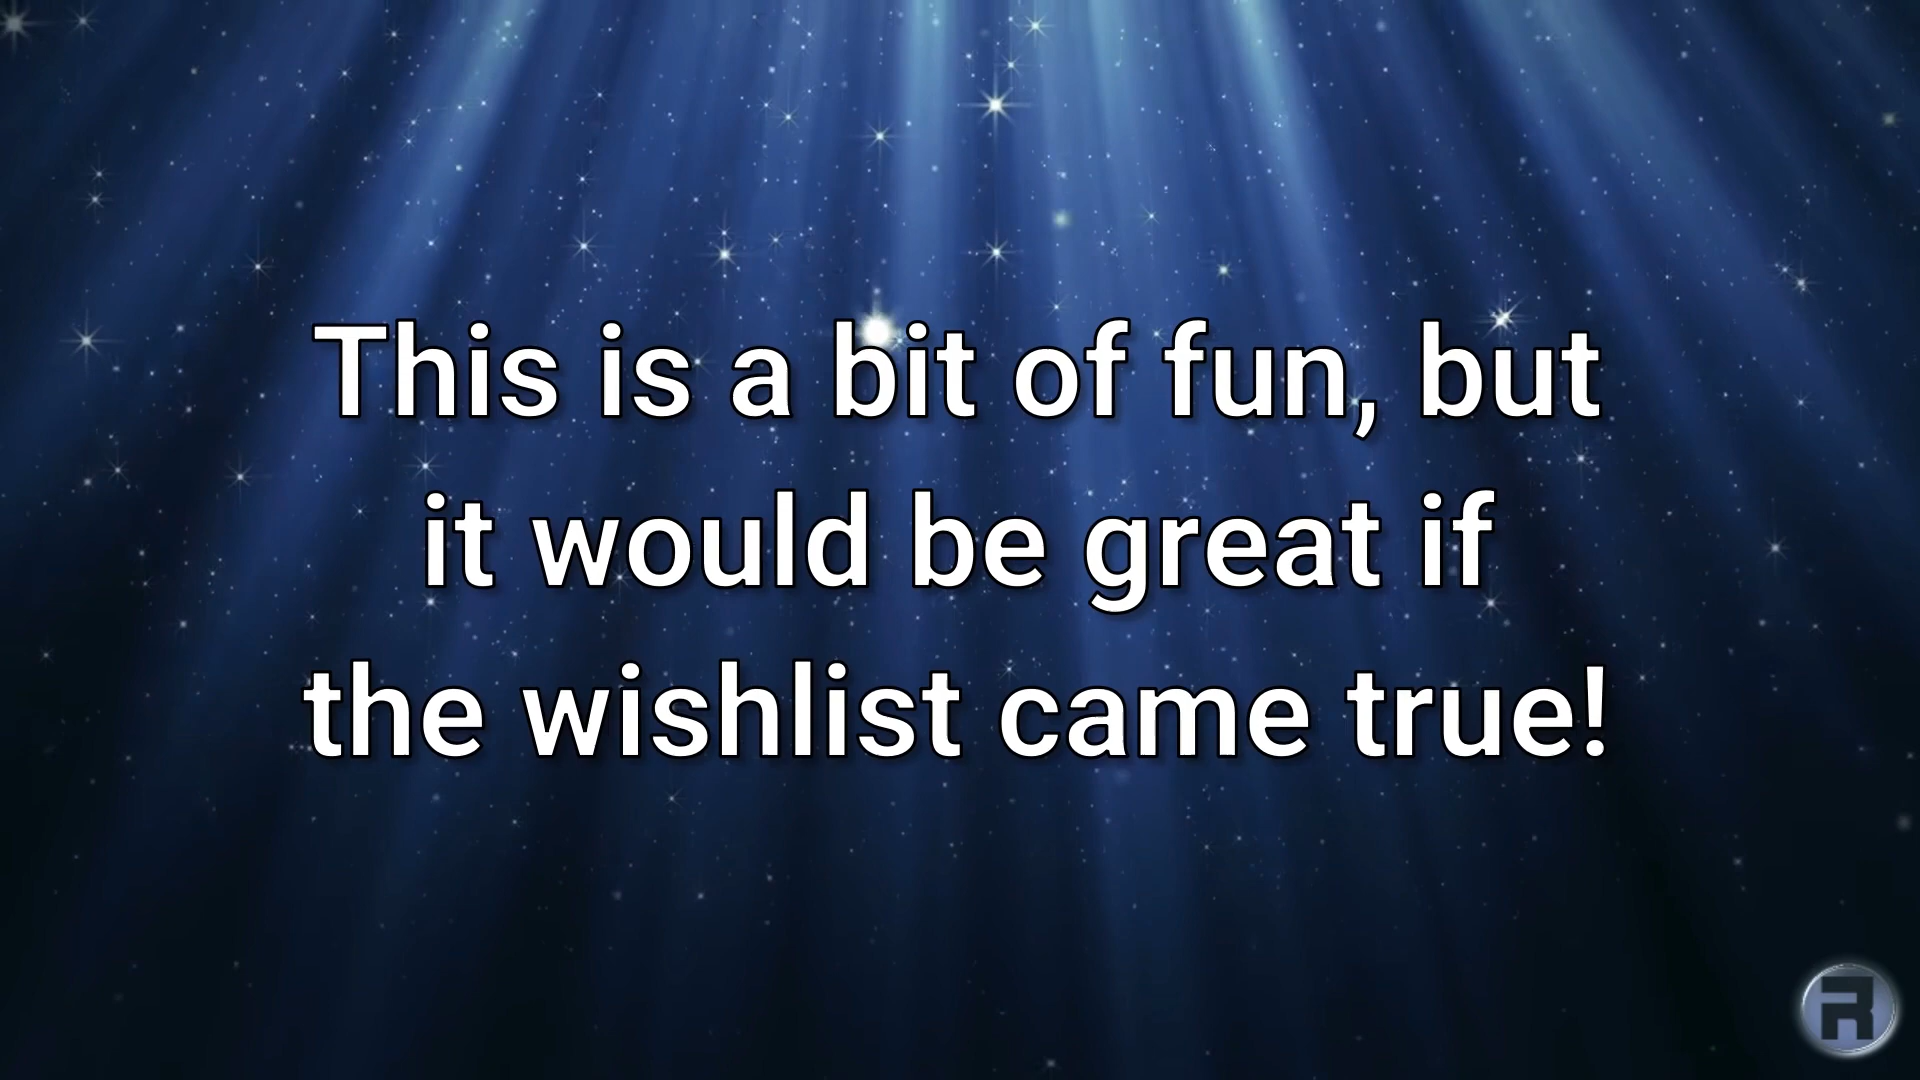 This is a bit of fun, but
it would be great if
the wishlist came true!
R